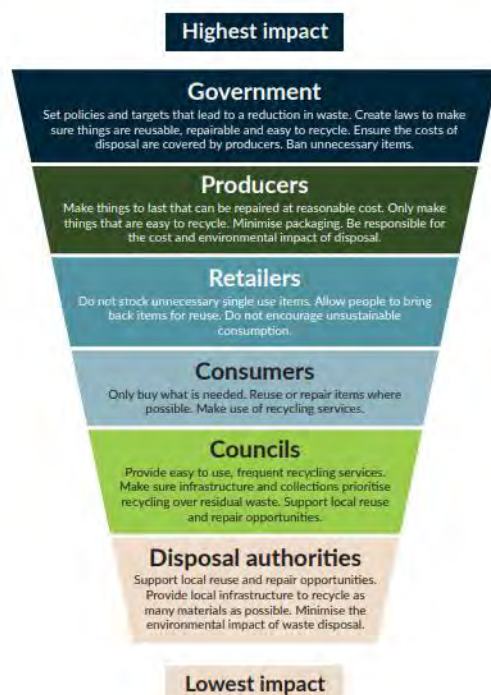 Highest impact
Government
Set policies and targets that lead to a reduction in waste. Create laws to make
sure things are reusable, repairable and easy to recycle. Ensure the costs of
disposal are covered by producers. Ban unnecessary items.
Producers
Make things to last that can be repaired at reasonable cost. Only make
things that are easy to recycle. Minimise packaging. Be responsible for
the cost and environmental impact of disposal.
Retailers
Do not stock unnecessary single use items. Allow people to bring
back items for reuse. Do not encourage unsustainable
consumption.
Consumers
Only buy what is needed. Reuse or repair items where
possible. Make use of recycling services.
Councils
Provide easy to use, frequent recycling services.
Make sure infrastructure and collections prioritise
recycling over residual waste. Support local reuse
and repair opportunities.
Disposal authorities
Support local reuse and repair opportunities.
Provide local infrastructure to recycle as
many materials as possible. Minimise the
environmental impact of waste disposal.
Lowest impact